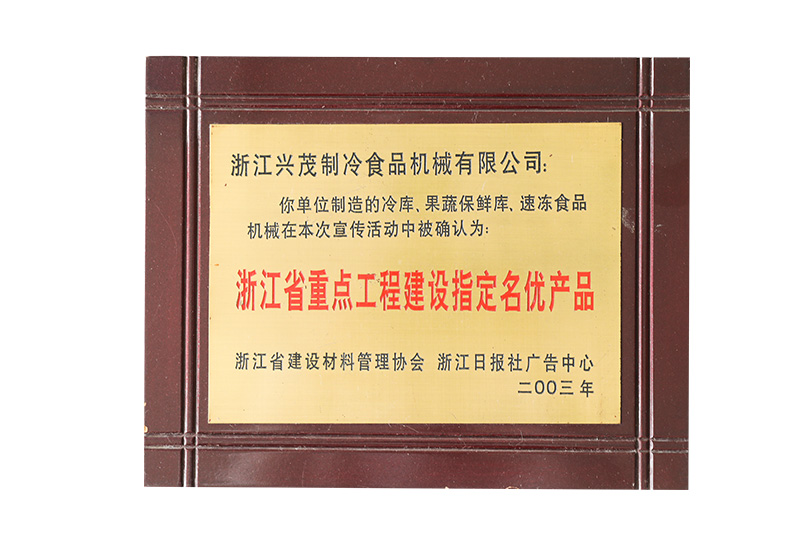 浙江兴茂制冷食品机械有限公司:
你单位制造的冷库、果蔬保鲜库、速冻食品
机械在本次宣传活动中被确认为:
浙江省重点工程建设指定名优产品
浙江省建设材料管理协会 浙江日报社广告中心
二OO三年